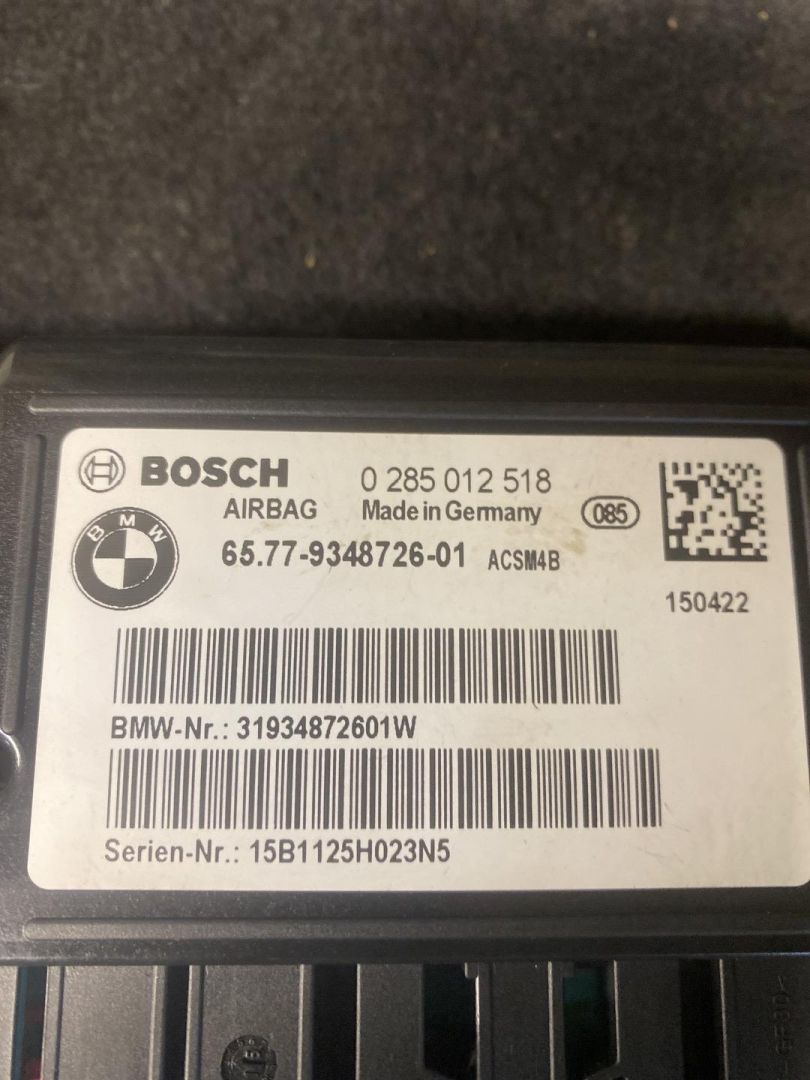 BOSCH 0 285 012 518
AIRBAG Made in Germany 085
BMW 65.77-9348726-01 ACSM4B
150422
BMW-Nr.: 31934872601W
Serien-Nr.: 15B1125H023N5